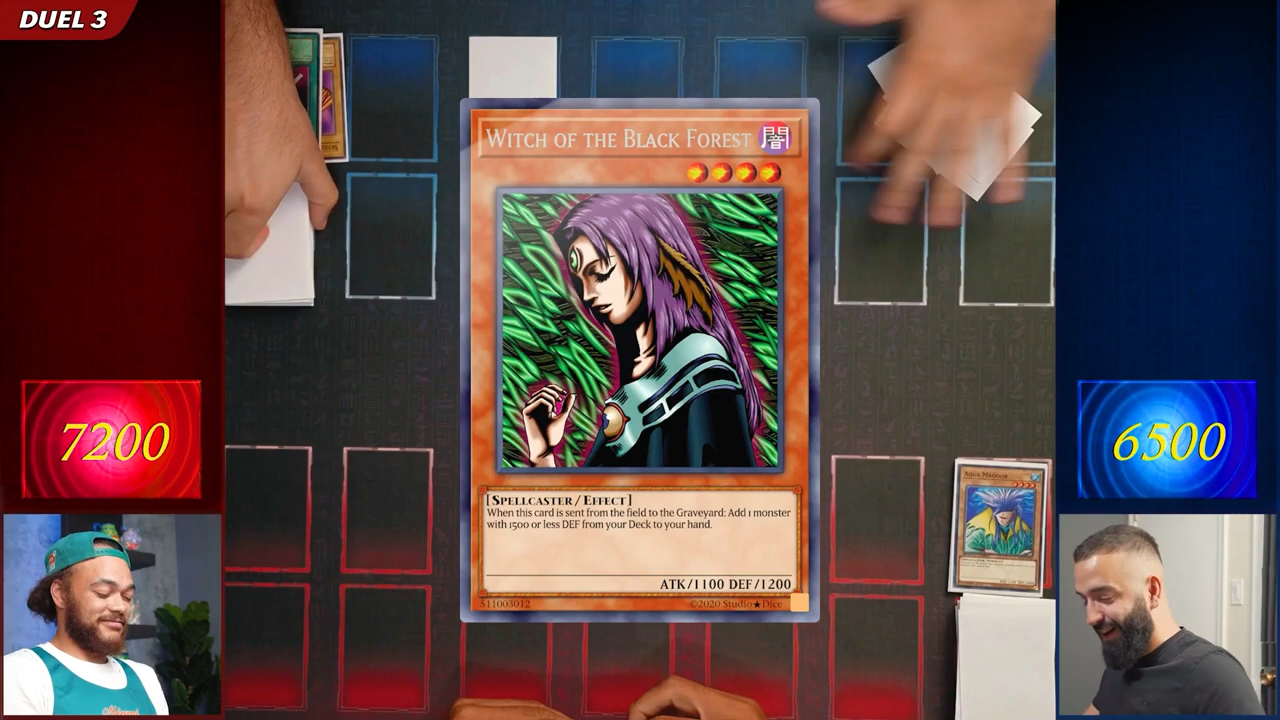 DUEL 3
WITCH OF THE BLACK FOREST 闇
[SPELLCASTER / EFFECT]
When this card is sent from the field to the Graveyard: Add 1 monster
with 1500 or less DEF from your Deck to your hand.
ATK/1100 DEF/1200
511003012
©2020 Studio★Dice
7200
6500
AQUA MADOOR